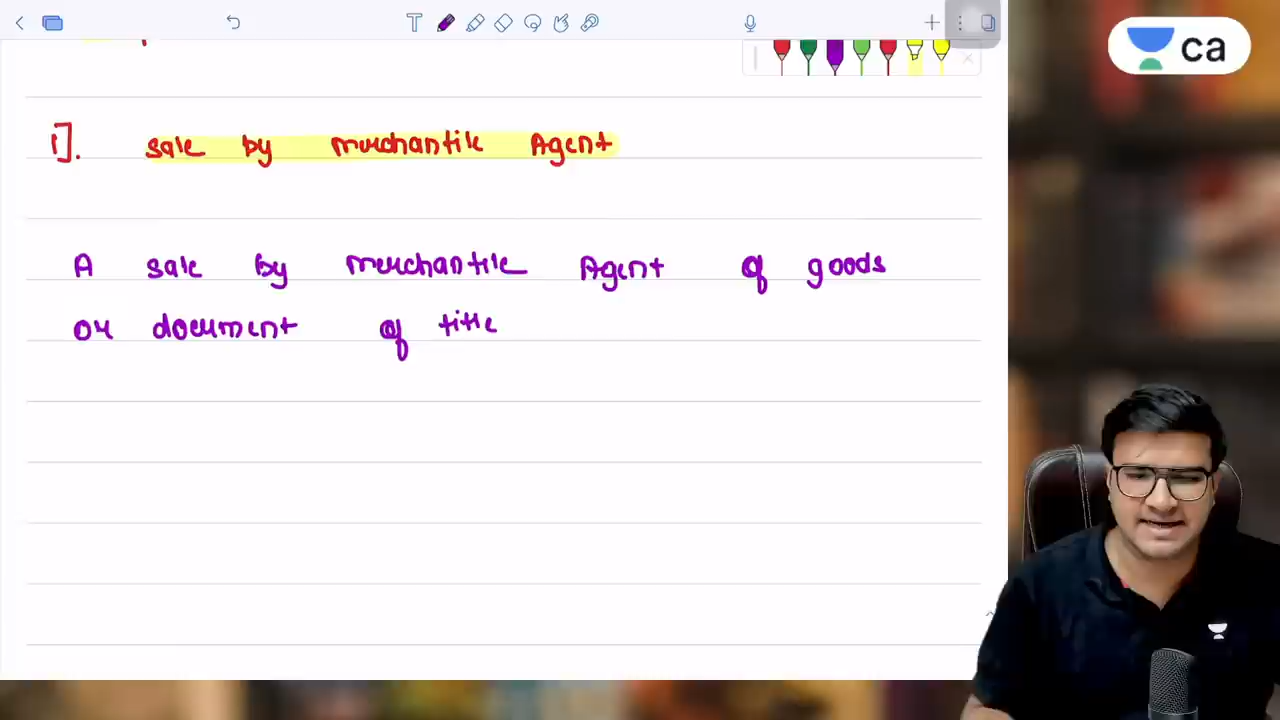 ca
1]. sale by merchantile Agent
A sale by merchantile Agent of goods
or document of title